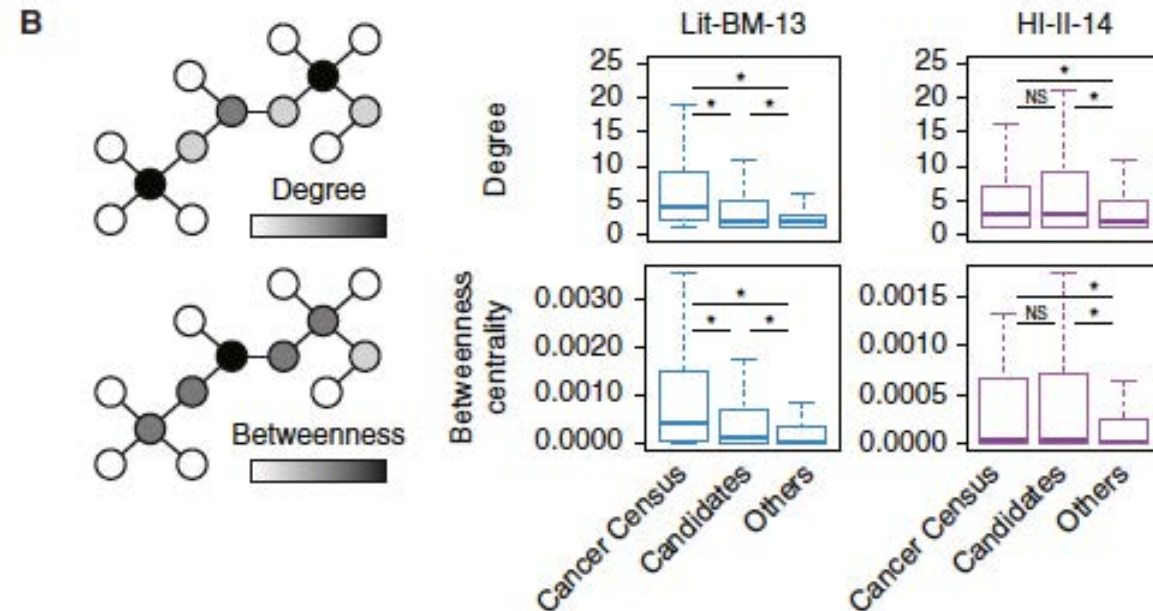 B
Lit-BM-13
HI-II-14
Degree
Betweenness
Degree
25
20
15
10
5
0
*
*
*
25
20
15
10
5
0
*
NS
*
Betweenness
centrality
0.0030
0.0020
0.0010
0.0000
*
*
*
0.0015
0.0010
0.0005
0.0000
*
NS
*
Cancer Census
Candidates
Others
Cancer Census
Candidates
Others